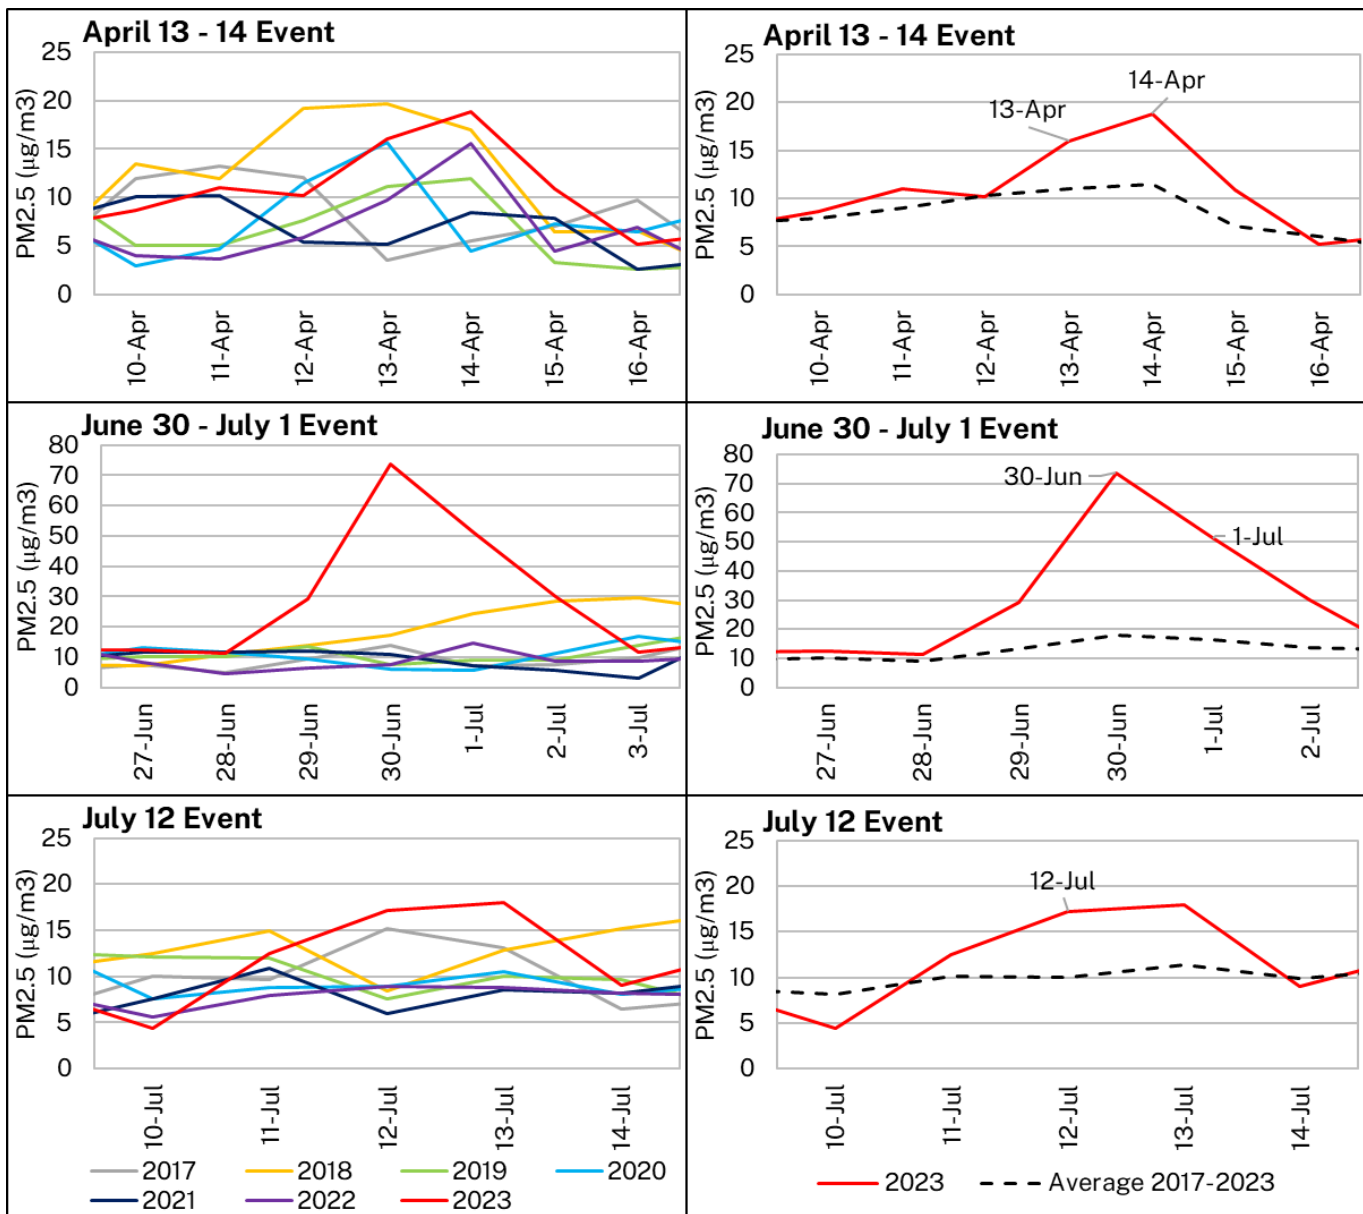 April 13 - 14 Event
PM2.5 (µg/m3)
25
20
15
10
5
0
10-Apr
11-Apr
12-Apr
13-Apr
14-Apr
15-Apr
16-Apr
April 13 - 14 Event
PM2.5 (µg/m3)
25
20
15
10
5
0
13-Apr
14-Apr
10-Apr
11-Apr
12-Apr
13-Apr
14-Apr
15-Apr
16-Apr
June 30 - July 1 Event
PM2.5 (µg/m3)
80
70
60
50
40
30
20
10
0
27-Jun
28-Jun
29-Jun
30-Jun
1-Jul
2-Jul
3-Jul
June 30 - July 1 Event
PM2.5 (µg/m3)
80
70
60
50
40
30
20
10
0
30-Jun
1-Jul
27-Jun
28-Jun
29-Jun
30-Jun
1-Jul
2-Jul
July 12 Event
PM2.5 (µg/m3)
25
20
15
10
5
0
10-Jul
11-Jul
12-Jul
13-Jul
14-Jul
2017 2018 2019 2020
2021 2022 2023
July 12 Event
PM2.5 (µg/m3)
25
20
15
10
5
0
12-Jul
10-Jul
11-Jul
12-Jul
13-Jul
14-Jul
2023 Average 2017-2023